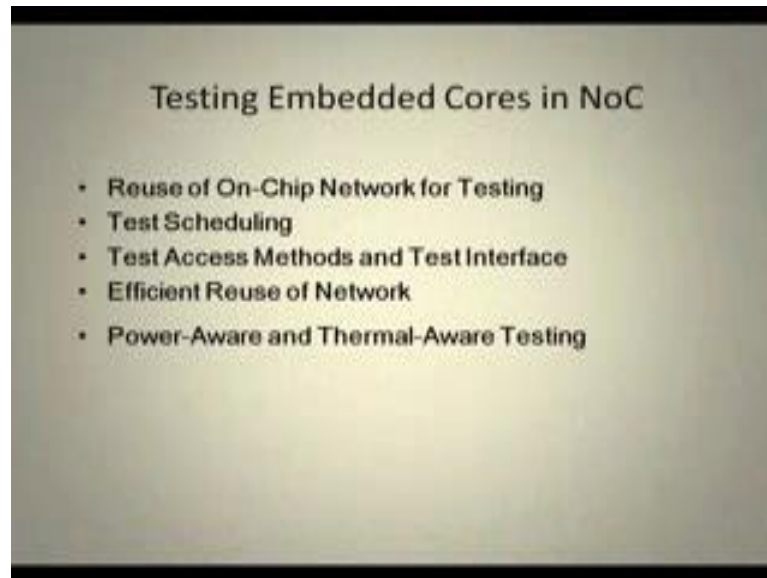 Testing Embedded Cores in NoC
• Reuse of On-Chip Network for Testing
• Test Scheduling
• Test Access Methods and Test Interface
• Efficient Reuse of Network
• Power-Aware and Thermal-Aware Testing